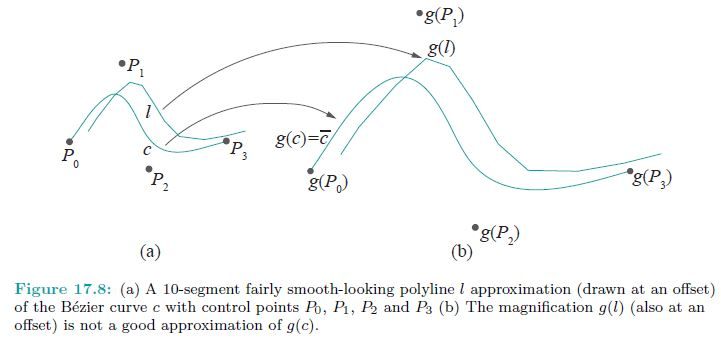 g(P₁)
g(l)
P₁
l
g(c)=c̅
c
P₀
P₃
P₂
g(P₀)
g(P₃)
g(P₂)
(a) (b)
Figure 17.8: (a) A 10-segment fairly smooth-looking polyline l approximation (drawn at an offset)
of the Bézier curve c with control points P₀, P₁, P₂ and P₃ (b) The magnification g(l) (also at an
offset) is not a good approximation of g(c).